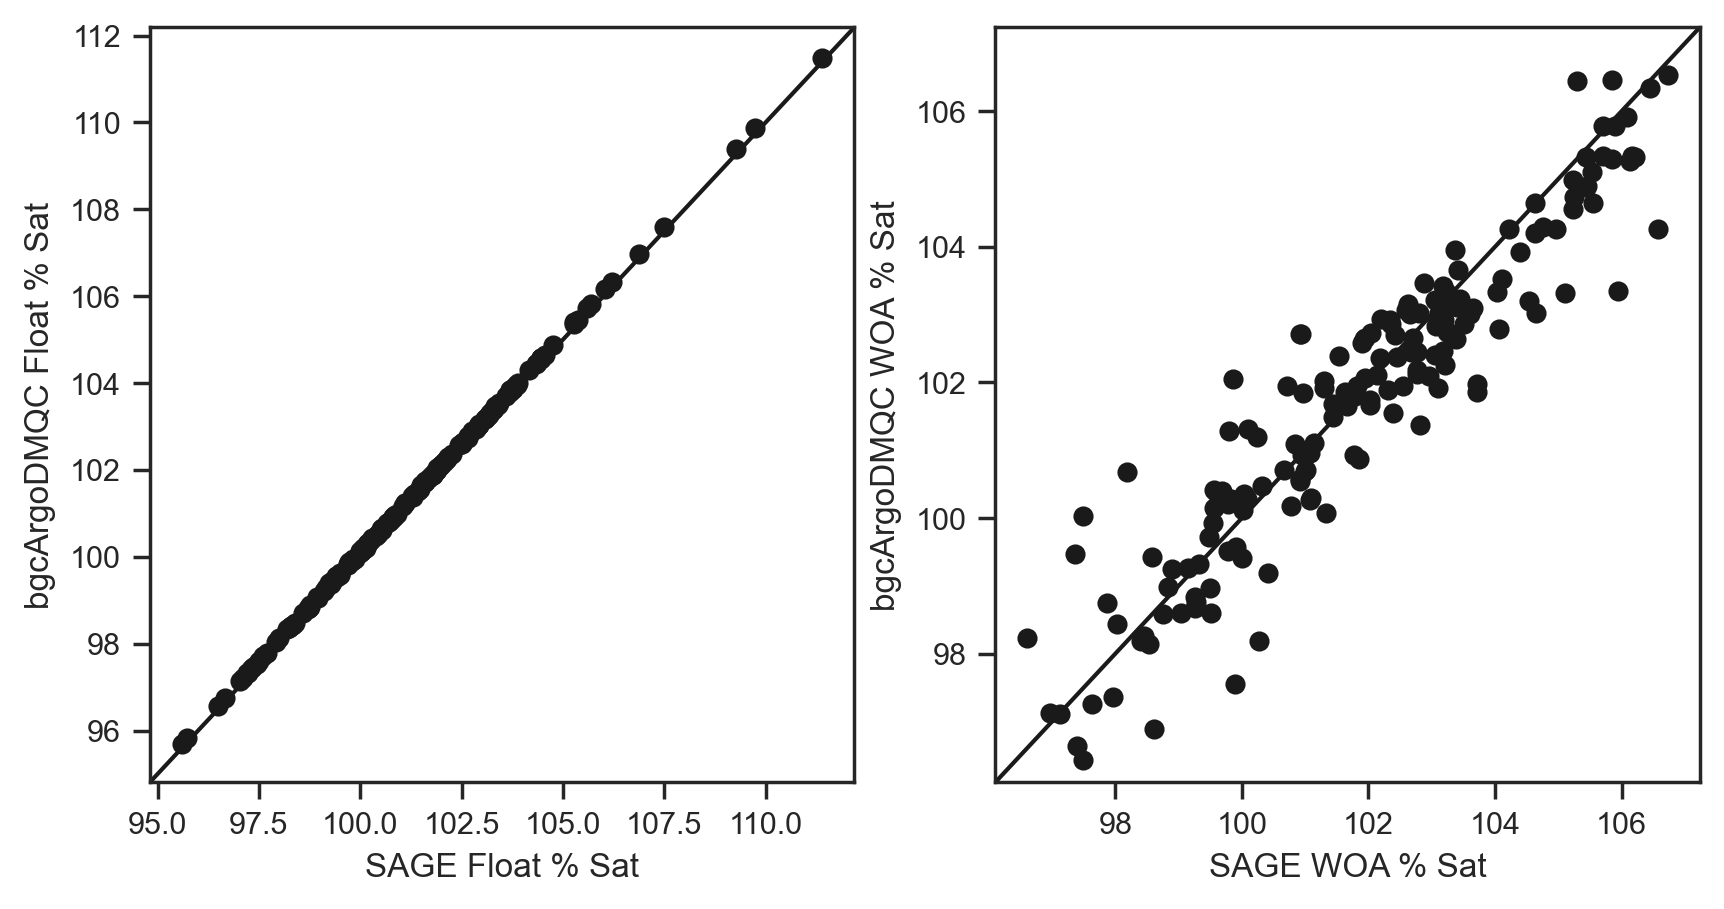 112
110
108
106
104
102
100
98
96
bgcArgoDMQC Float % Sat
95.0 97.5 100.0 102.5 105.0 107.5 110.0
SAGE Float % Sat
106
104
102
100
98
bgcArgoDMQC WOA % Sat
98 100 102 104 106
SAGE WOA % Sat